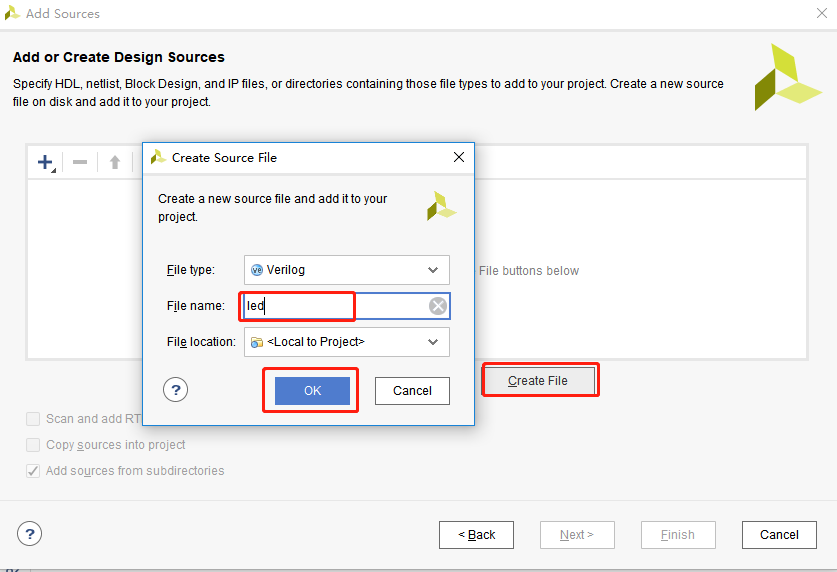 Add Sources
Add or Create Design Sources
Specify HDL, netlist, Block Design, and IP files, or directories containing those file types to add to your project. Create a new source
file on disk and add it to your project.
Create Source File
Create a new source file and add it to your
project.
File type:
Verilog
File name:
led
File location:
<Local to Project>
?
OK
Cancel
File buttons below
Create File
Scan and add RT
Copy sources into project
Add sources from subdirectories
?
< Back
Next >
Finish
Cancel